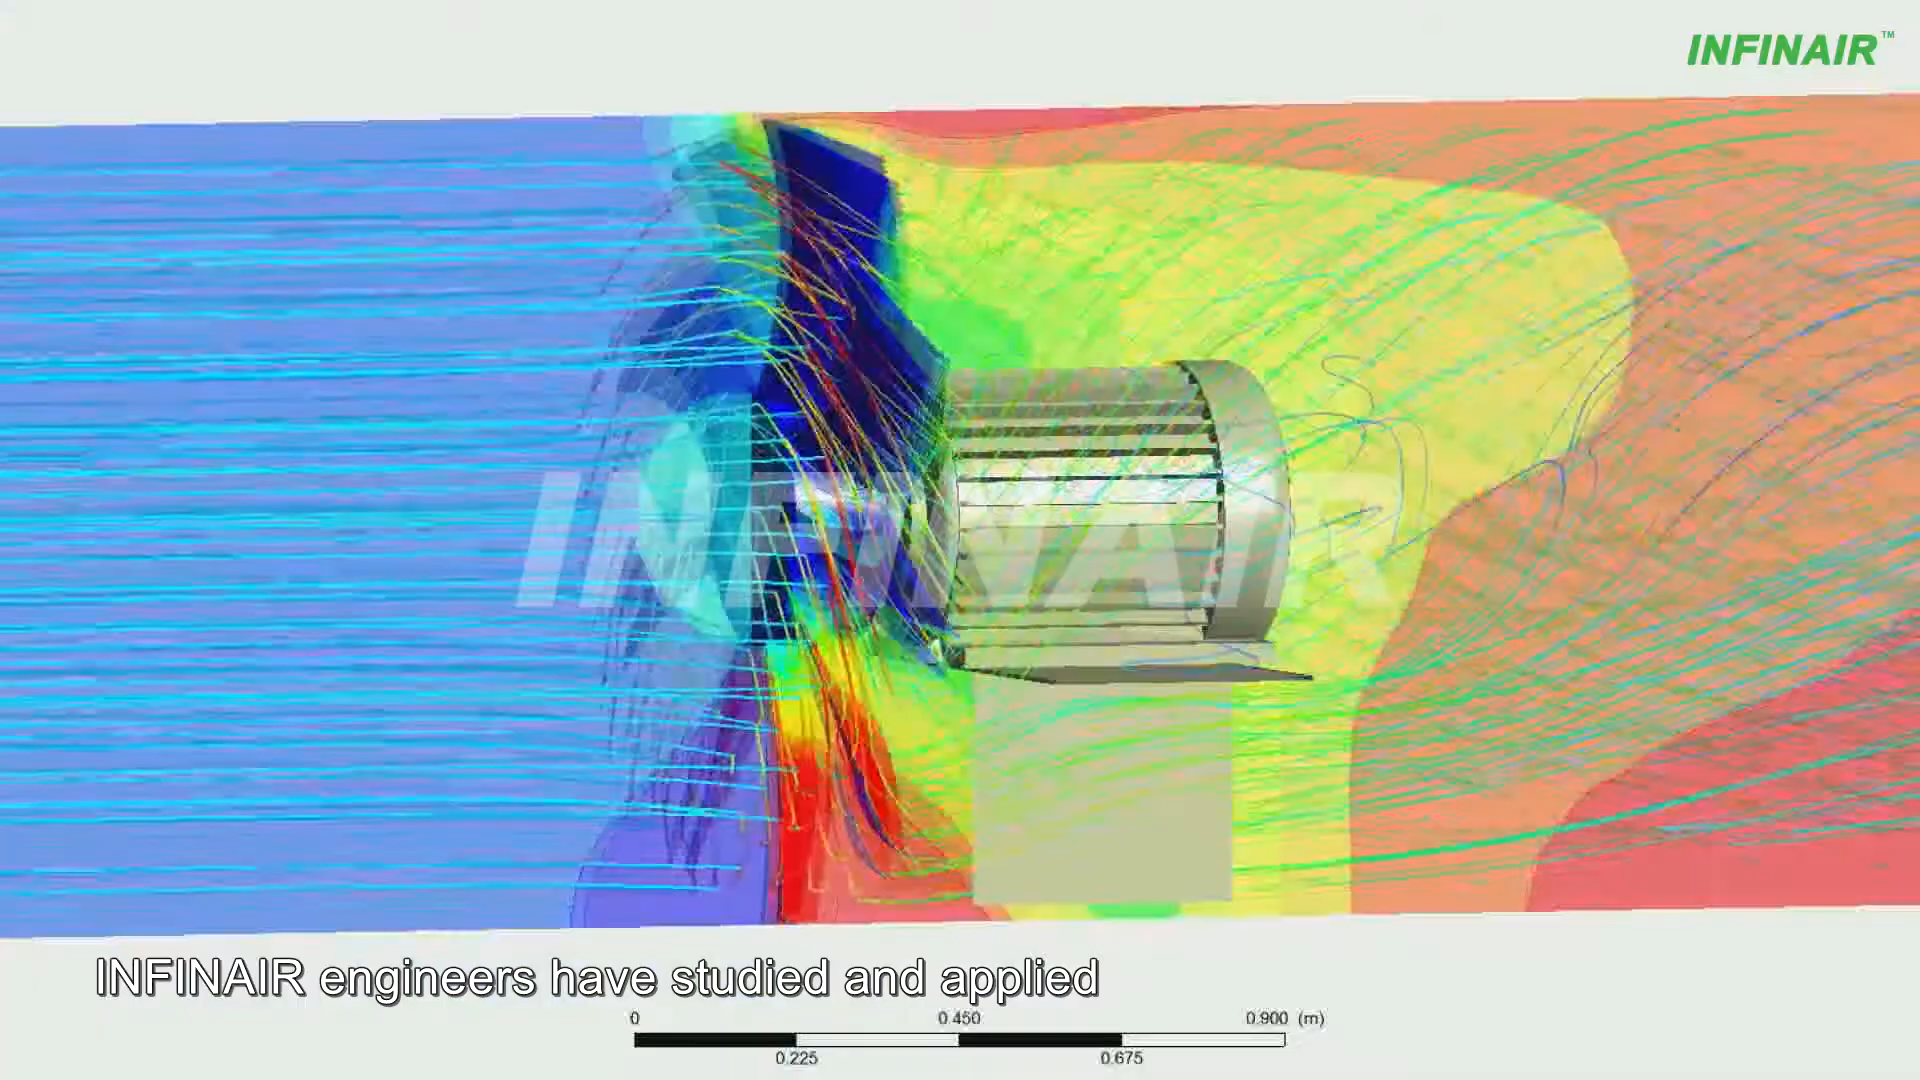 INFINAIR™
INFINAIR
INFINAIR engineers have studied and applied
0 0.450 0.900 (m)
0.225 0.675